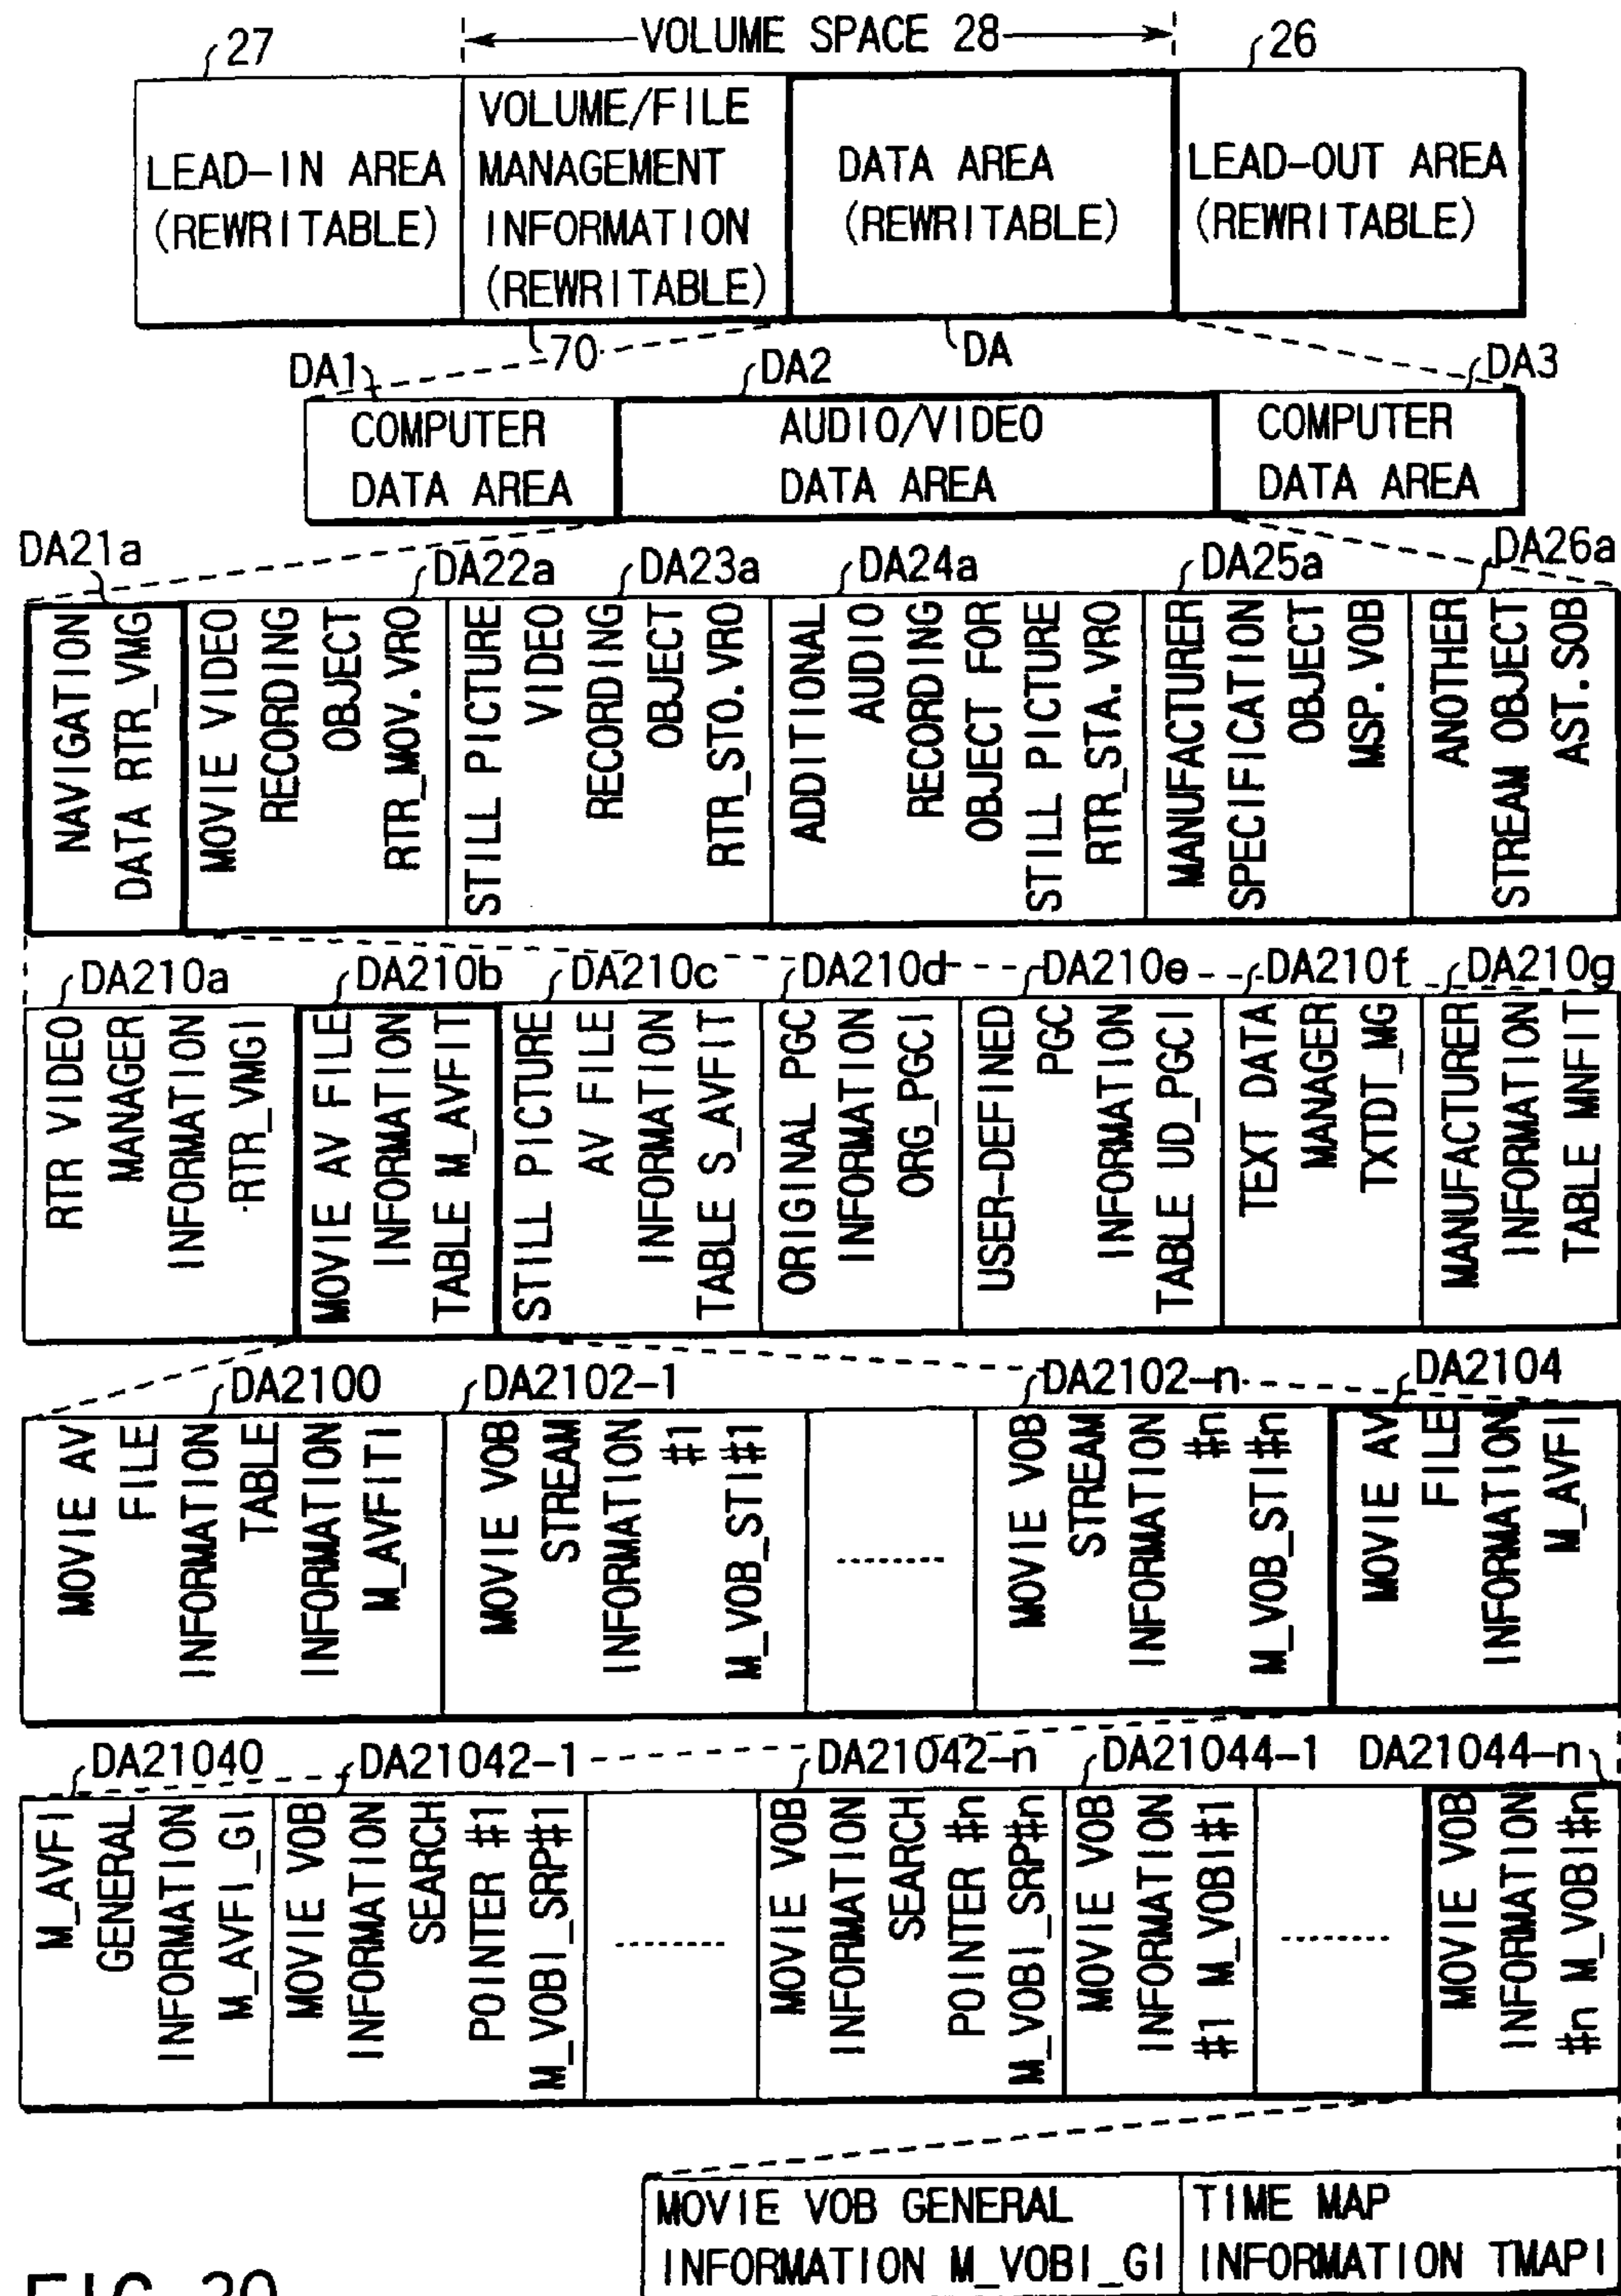 27
VOLUME SPACE 28
26
LEAD-IN AREA
(REWRITABLE)
VOLUME/FILE
MANAGEMENT
INFORMATION
(REWRITABLE)
DATA AREA
(REWRITABLE)
LEAD-OUT AREA
(REWRITABLE)
70
DA
DA1
DA2
DA3
COMPUTER
DATA AREA
AUDIO/VIDEO
DATA AREA
COMPUTER
DATA AREA
DA21a
DA22a
DA23a
DA24a
DA25a
DA26a
NAVIGATION
DATA RTR_VMG
MOVIE VIDEO
RECORDING
OBJECT
RTR_MOV.VRO
STILL PICTURE
VIDEO
RECORDING
OBJECT
RTR_STO.VRO
ADDITIONAL
AUDIO
RECORDING
OBJECT FOR
STILL PICTURE
RTR_STA.VRO
MANUFACTURER
SPECIFICATION
OBJECT
MSP.VOB
ANOTHER
STREAM OBJECT
AST.SOB
DA210a
DA210b
DA210c
DA210d
DA210e
DA210f
DA210g
RTR VIDEO
MANAGER
INFORMATION
RTR_VMGI
MOVIE AV FILE
INFORMATION
TABLE M_AVFIT
STILL PICTURE
AV FILE
INFORMATION
TABLE S_AVFIT
ORIGINAL PGC
INFORMATION
ORG_PGCI
USER-DEFINED
PGC
INFORMATION
TABLE UD_PGCI
TEXT DATA
MANAGER
TXTDT_MG
MANUFACTURER
INFORMATION
TABLE MNFIT
DA2100
DA2102-1
DA2102-n
DA2104
MOVIE AV
FILE
INFORMATION
TABLE
INFORMATION
M_AVFITI
MOVIE VOB
STREAM
INFORMATION
#1
M_VOB_STI#1
MOVIE VOB
STREAM
INFORMATION
#n
M_VOB_STI#n
MOVIE AV
FILE
INFORMATION
M_AVFI
DA21040
DA21042-1
DA21042-n
DA21044-1
DA21044-n
M_AVFI
GENERAL
INFORMATION
M_AVFI_GI
MOVIE VOB
INFORMATION
SEARCH
POINTER #1
M_VOBI_SRP#1
MOVIE VOB
INFORMATION
SEARCH
POINTER #n
M_VOBI_SRP#n
MOVIE VOB
INFORMATION
#1 M_VOBI#1
MOVIE VOB
INFORMATION
#n M_VOBI#n
MOVIE VOB GENERAL
INFORMATION M_VOBI_GI
TIME MAP
INFORMATION TMAPI